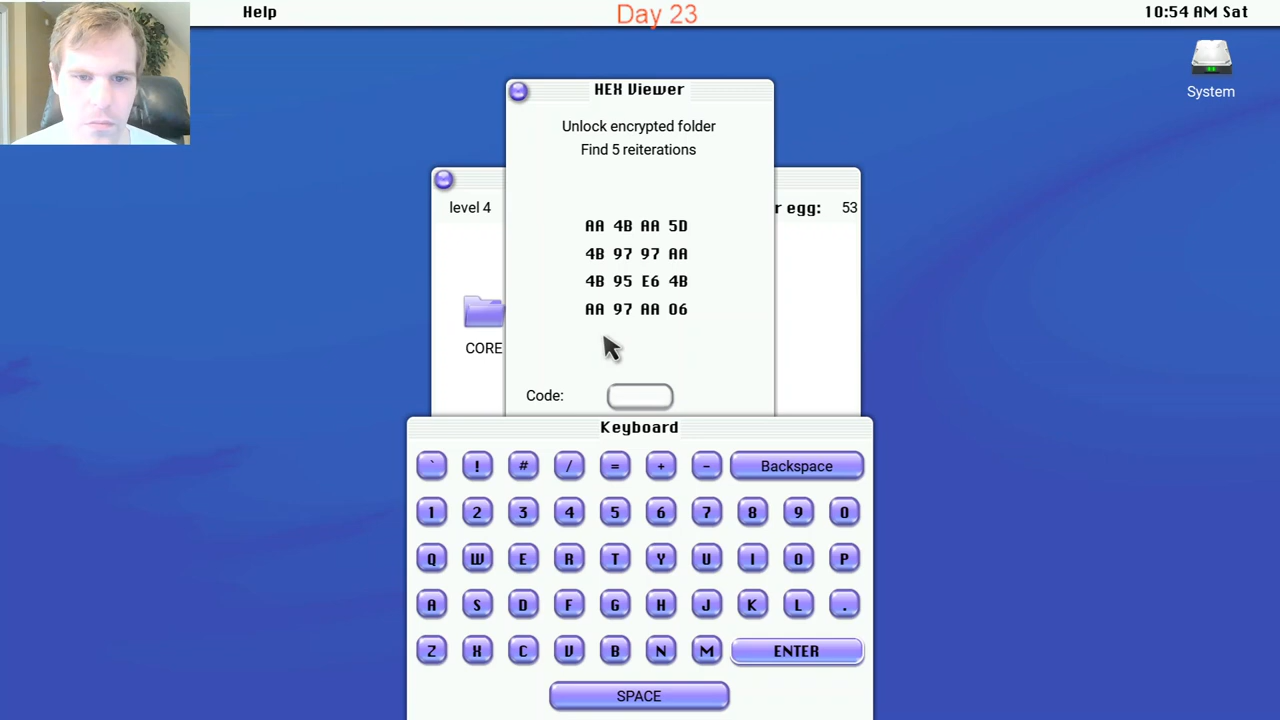 Help
Day 23
10:54 AM Sat
System
HEX Viewer
Unlock encrypted folder
Find 5 reiterations
level 4
r egg: 53
AA 4B AA 5D
4B 97 97 AA
4B 95 E6 4B
AA 97 AA 06
CORE
Code:
Keyboard
` ! # / = + - Backspace
1 2 3 4 5 6 7 8 9 0
Q W E R T Y U I O P
A S D F G H J K L .
Z X C V B N M ENTER
SPACE